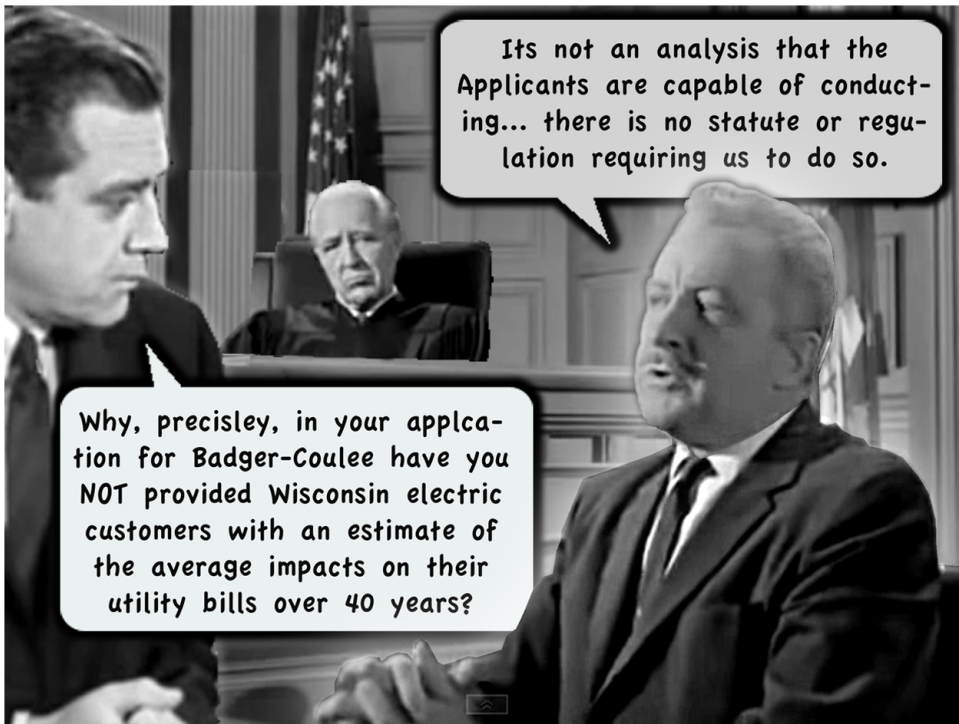 Its not an analysis that the
Applicants are capable of conduct-
ing... there is no statute or regu-
lation requiring us to do so.
Why, precisley, in your applca-
tion for Badger-Coulee have you
NOT provided Wisconsin electric
customers with an estimate of
the average impacts on their
utility bills over 40 years?